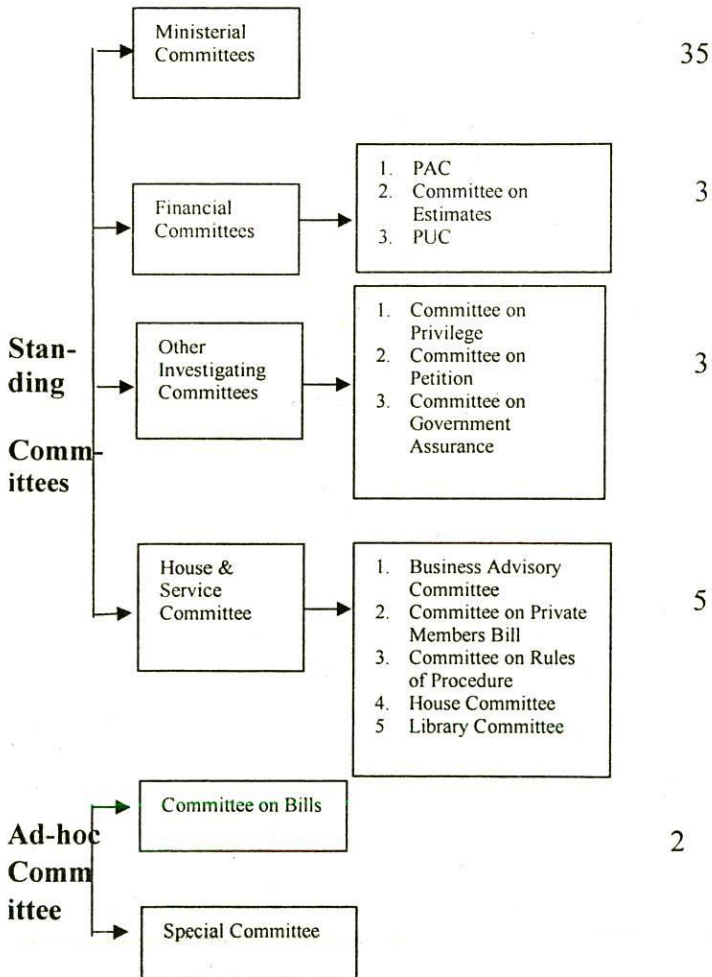 Ministerial
Committees
35
Financial
Committees
1. PAC
2. Committee on
Estimates
3. PUC
3
Stan-
ding
Comm-
ittees
Other
Investigating
Committees
1. Committee on
Privilege
2. Committee on
Petition
3. Committee on
Government
Assurance
3
House &
Service
Committee
1. Business Advisory
Committee
2. Committee on Private
Members Bill
3. Committee on Rules
of Procedure
4. House Committee
5 Library Committee
5
Ad-hoc
Comm
ittee
Committee on Bills
2
Special Committee